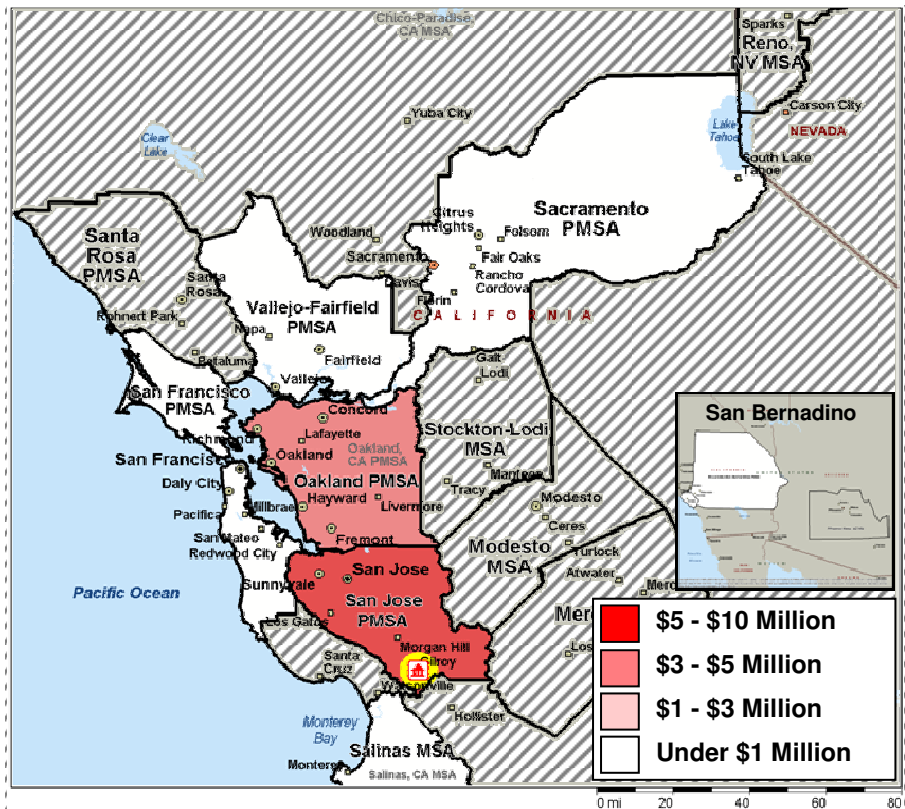 Chico-Paradise,
CA MSA
Sparks
Reno,
NV MSA
Yuba City
Carson City
Lake
Tahoe
NEVADA
Clear
Lake
South Lake
Tahoe
Citrus
Heights
Sacramento
PMSA
Woodland
Folsom
Santa
Rosa
PMSA
Sacramento
Fair Oaks
Rancho
Cordova
Davis
Santa
Rosa
Florin
Vallejo-Fairfield
PMSA
CALIFORNIA
Rohnert Park
Napa
Petaluma
Fairfield
Galt
Lodi
Vallejo
San Francisco
PMSA
San Bernadino
Concord
Richmond
Lafayette
Stockton-Lodi
MSA
Oakland,
CA PMSA
San Francisc
Oakland
Oakland PMSA
Manteca
Daly City
Tracy
Hayward
Livermore
Modesto
Millbrae
Pacifica
Ceres
San Mateo
Fremont
Redwood City
Modesto
MSA
Turlock
San Jose
Atwater
Sunnyvale
Merc
Pacific Ocean
San Jose
PMSA
Mer
Los Gatos
Morgan Hill
Los
Santa
Cruz
Gilroy
Watsonville
Hollister
Monterey
Bay
Salinas MSA
Salinas, CA MSA
Montere
$5 - $10 Million
$3 - $5 Million
$1 - $3 Million
Under $1 Million
0 mi 20 40 60 80